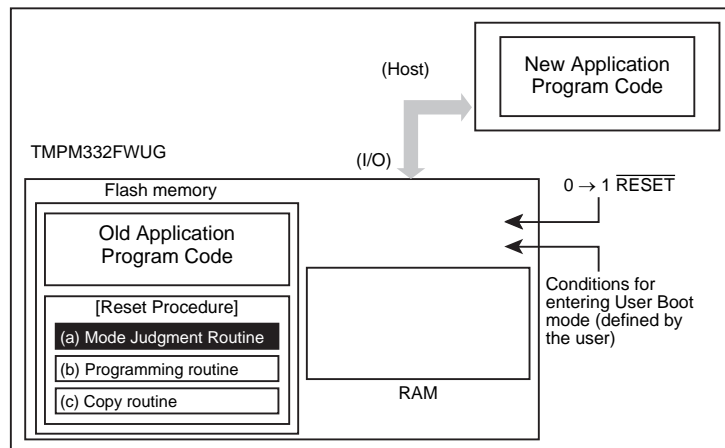 New Application
Program Code
(Host)
TMPM332FWUG
(I/O)
Flash memory
0 → 1 RESET
Old Application
Program Code
[Reset Procedure]
(a) Mode Judgment Routine
(b) Programming routine
(c) Copy routine
RAM
Conditions for
entering User Boot
mode (defined by
the user)